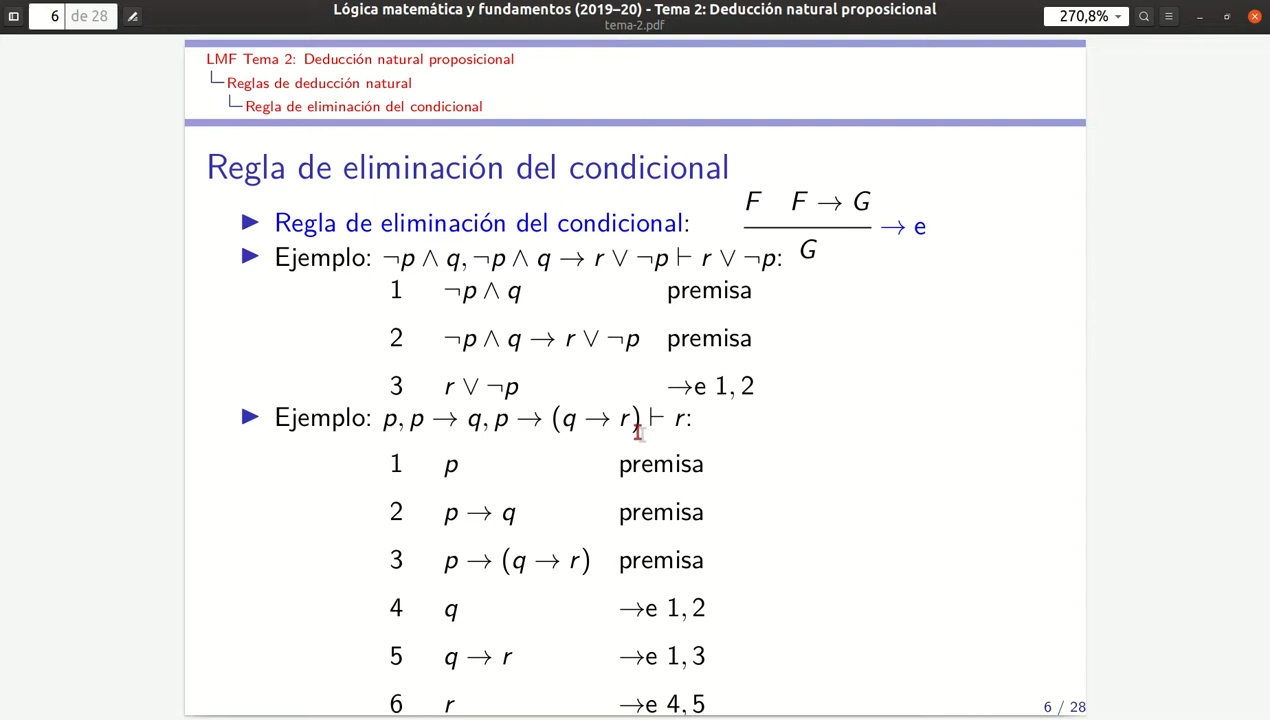 6 de 28
Lógica matemática y fundamentos (2019–20) - Tema 2: Deducción natural proposicional
tema-2.pdf
270,8%
LMF Tema 2: Deducción natural proposicional
Reglas de deducción natural
Regla de eliminación del condicional
Regla de eliminación del condicional
F F → G
Regla de eliminación del condicional: → e
G
Ejemplo: ¬p ∧ q, ¬p ∧ q → r ∨ ¬p ⊢ r ∨ ¬p:
1 ¬p ∧ q premisa
2 ¬p ∧ q → r ∨ ¬p premisa
3 r ∨ ¬p →e 1, 2
Ejemplo: p, p → q, p → (q → r) ⊢ r:
1 p premisa
2 p → q premisa
3 p → (q → r) premisa
4 q →e 1, 2
5 q → r →e 1, 3
6 r →e 4, 5
6 / 28